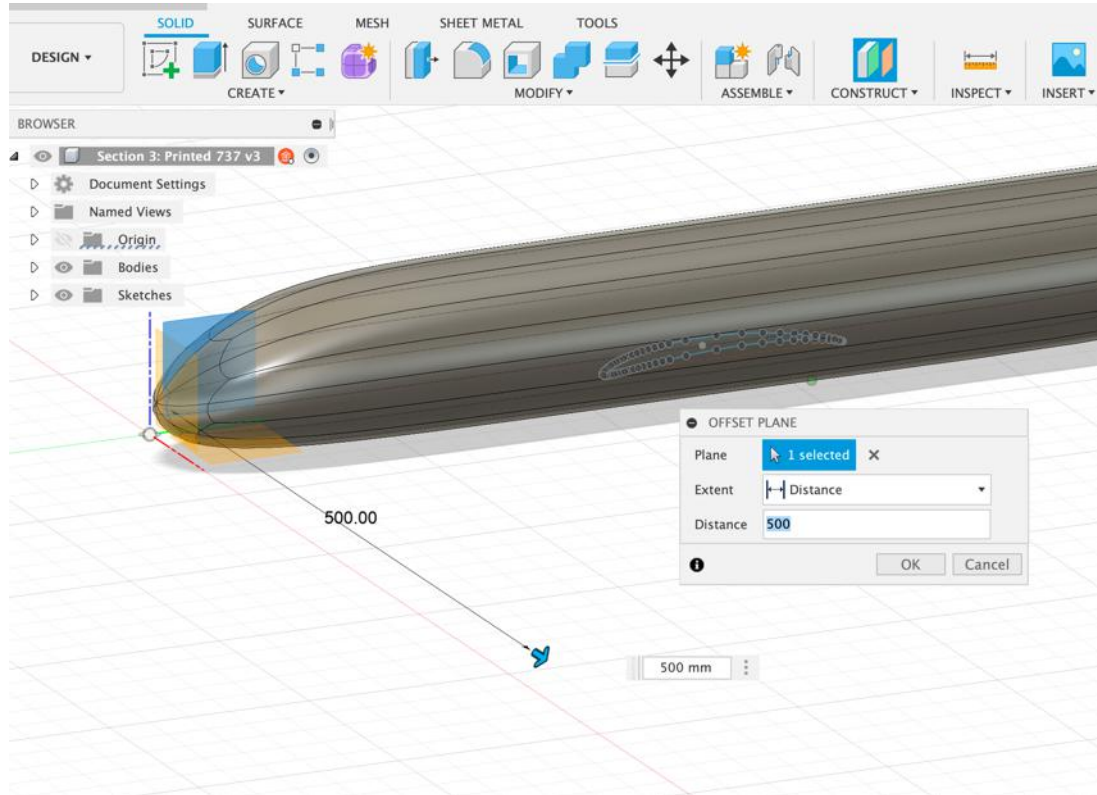 SOLID SURFACE MESH SHEET METAL TOOLS
DESIGN
CREATE MODIFY ASSEMBLE CONSTRUCT INSPECT INSERT
BROWSER
Section 3: Printed 737 v3
Document Settings
Named Views
Origin
Bodies
Sketches
OFFSET PLANE
Plane 1 selected
Extent Distance
Distance 500
OK Cancel
500.00
500 mm